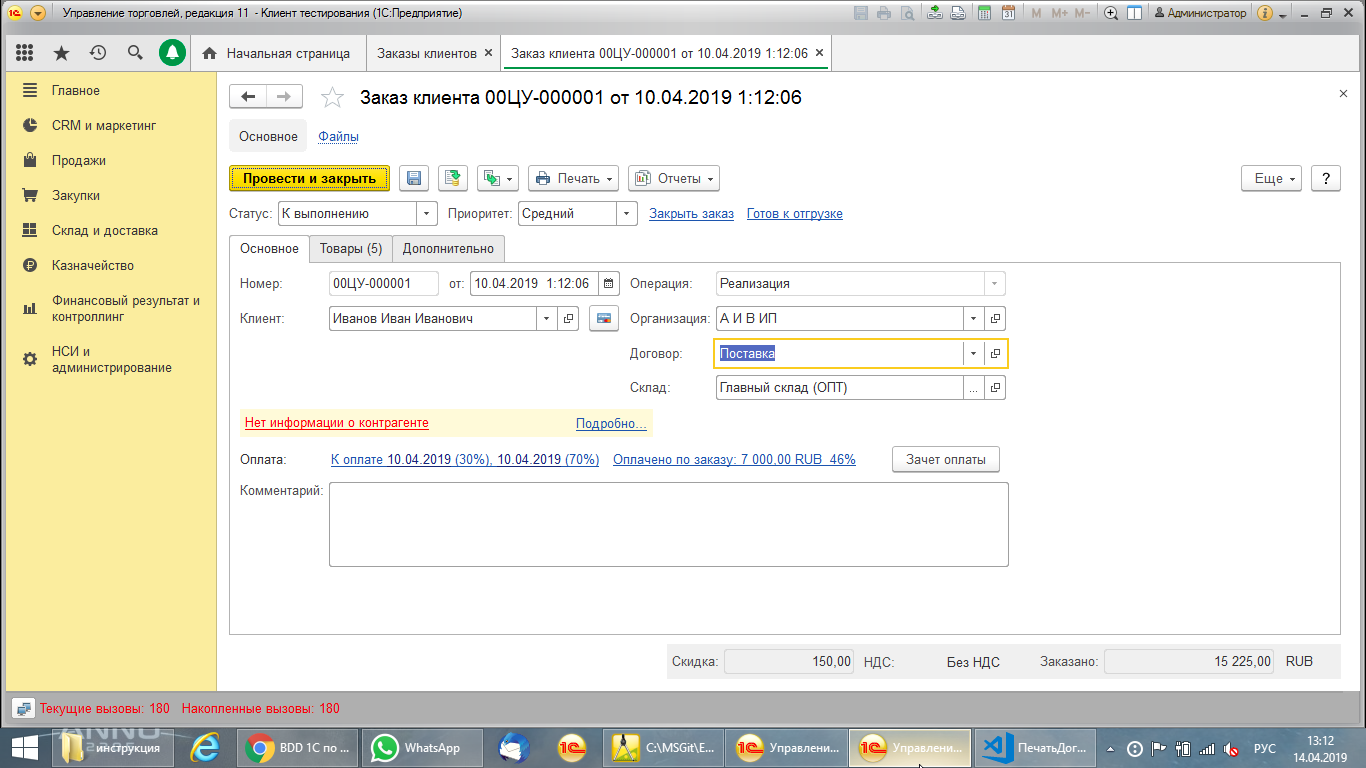 Управление торговлей, редакция 11 - Клиент тестирования (1С:Предприятие)
M M+ M- Администратор
Начальная страница Заказы клиентов × Заказ клиента 00ЦУ-000001 от 10.04.2019 1:12:06 ×
Главное
CRM и маркетинг
Продажи
Закупки
Склад и доставка
Казначейство
Финансовый результат и
контроллинг
НСИ и
администрирование
Заказ клиента 00ЦУ-000001 от 10.04.2019 1:12:06
Основное Файлы
Провести и закрыть Печать Отчеты Еще ?
Статус: К выполнению Приоритет: Средний Закрыть заказ Готов к отгрузке
Основное Товары (5) Дополнительно
Номер: 00ЦУ-000001 от: 10.04.2019 1:12:06 Операция: Реализация
Клиент: Иванов Иван Иванович Организация: А И В ИП
Договор: Поставка
Склад: Главный склад (ОПТ) ...
Нет информации о контрагенте Подробно...
Оплата: К оплате 10.04.2019 (30%), 10.04.2019 (70%) Оплачено по заказу: 7 000,00 RUB 46% Зачет оплаты
Комментарий:
Скидка: 150,00 НДС: Без НДС Заказано: 15 225,00 RUB
Текущие вызовы: 180 Накопленные вызовы: 180
инструкция BDD 1С по ... WhatsApp C:\MSGit\E... Управлени... Управлени... ПечатьДог... РУС 13:12
14.04.2019